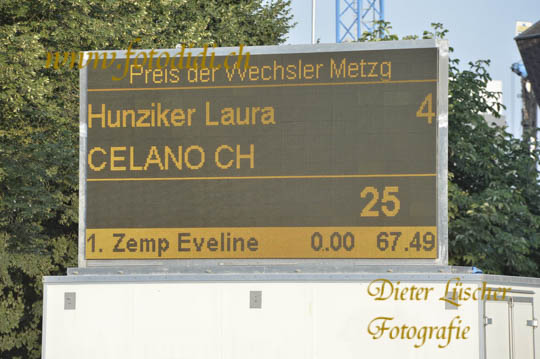 www.fotodidi.ch
Preis der Wechsler Metzg
Hunziker Laura 4
CELANO CH
25
1. Zemp Eveline 0.00 67.49
Dieter Lüscher
Fotografie